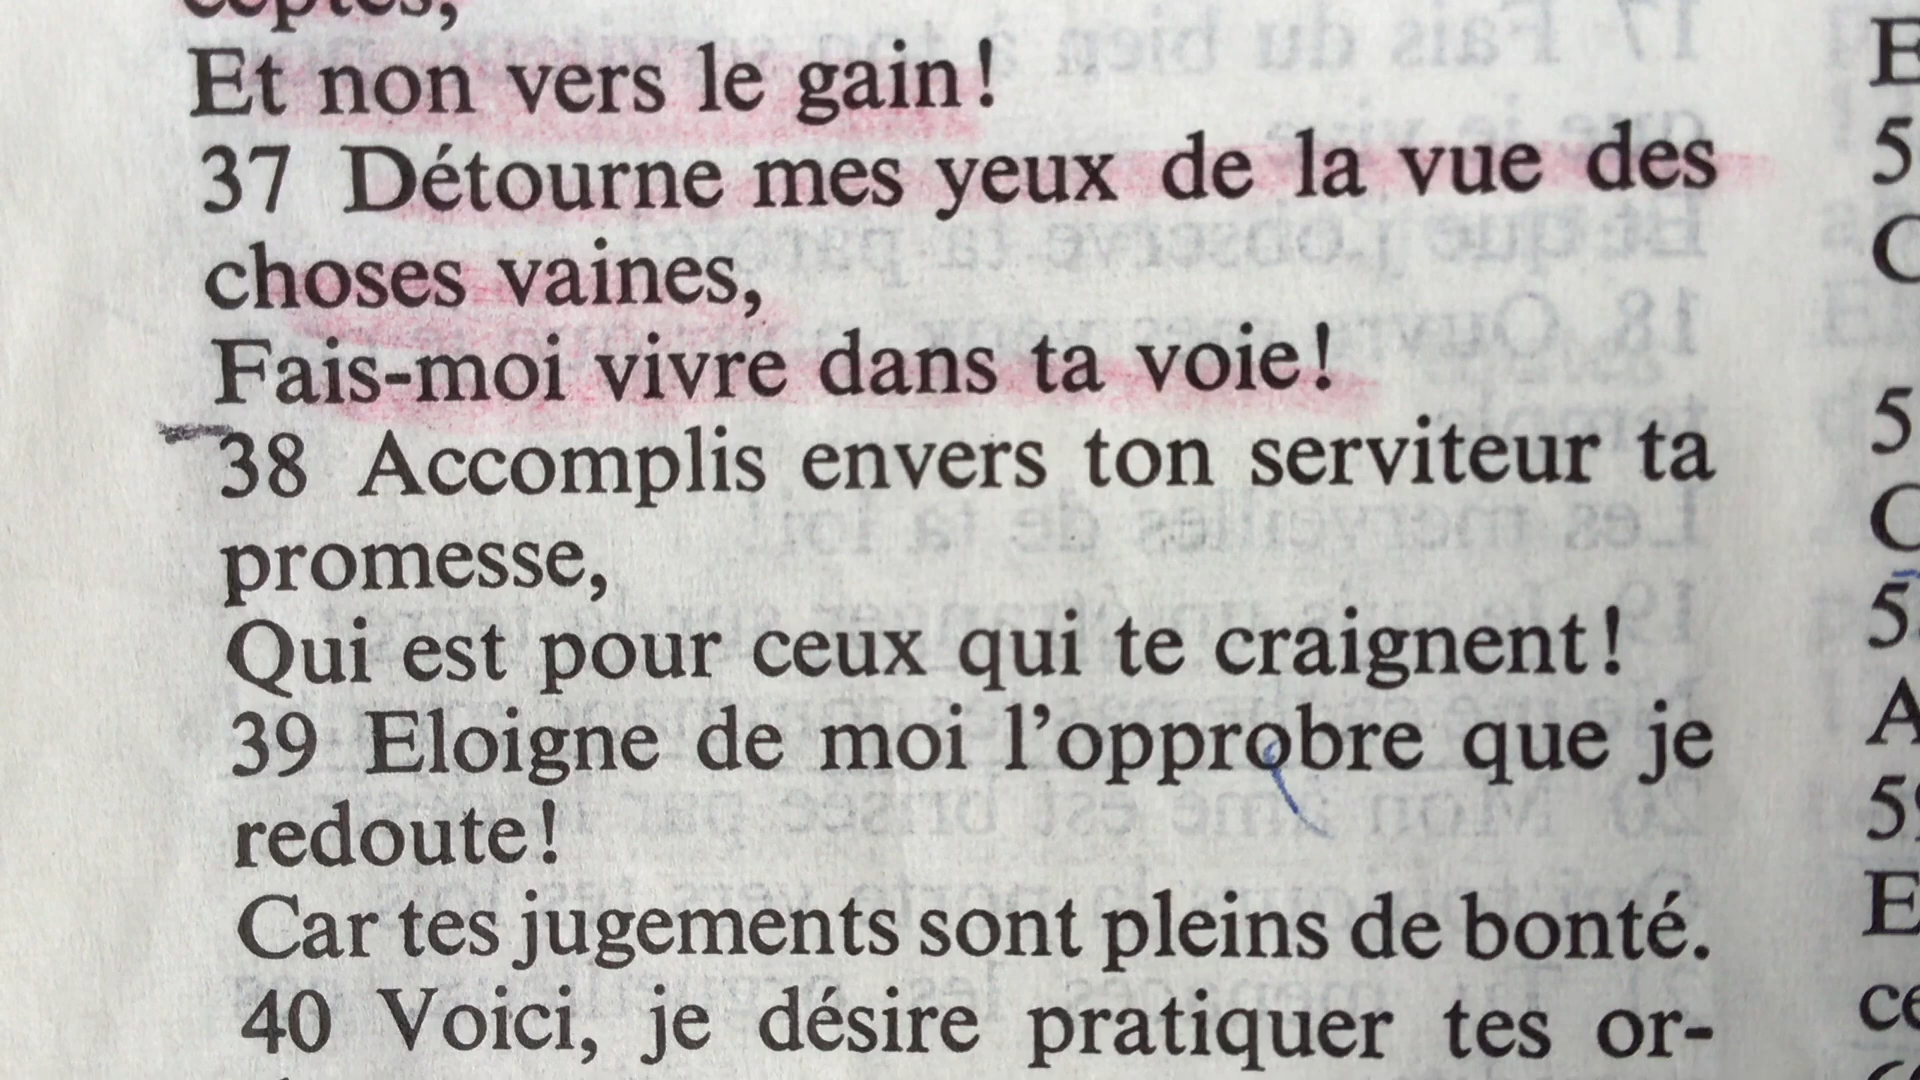 ceptes,
Et non vers le gain!
37 Détourne mes yeux de la vue des
choses vaines,
Fais-moi vivre dans ta voie!
38 Accomplis envers ton serviteur ta
promesse,
Qui est pour ceux qui te craignent!
39 Eloigne de moi l’opprobre que je
redoute!
Car tes jugements sont pleins de bonté.
40 Voici, je désire pratiquer tes or-